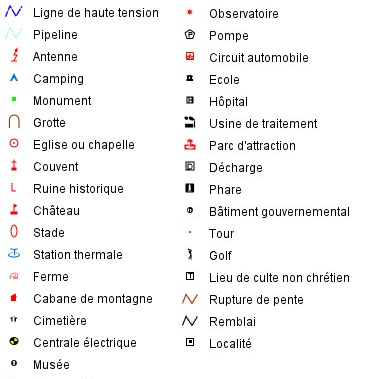 Ligne de haute tension
Pipeline
Antenne
Camping
Monument
Grotte
Eglise ou chapelle
Couvent
Ruine historique
Château
Stade
Station thermale
Ferme
Cabane de montagne
Cimetière
Centrale électrique
Musée
Observatoire
Pompe
Circuit automobile
Ecole
Hôpital
Usine de traitement
Parc d'attraction
Décharge
Phare
Bâtiment gouvernemental
Tour
Golf
Lieu de culte non chrétien
Rupture de pente
Remblai
Localité